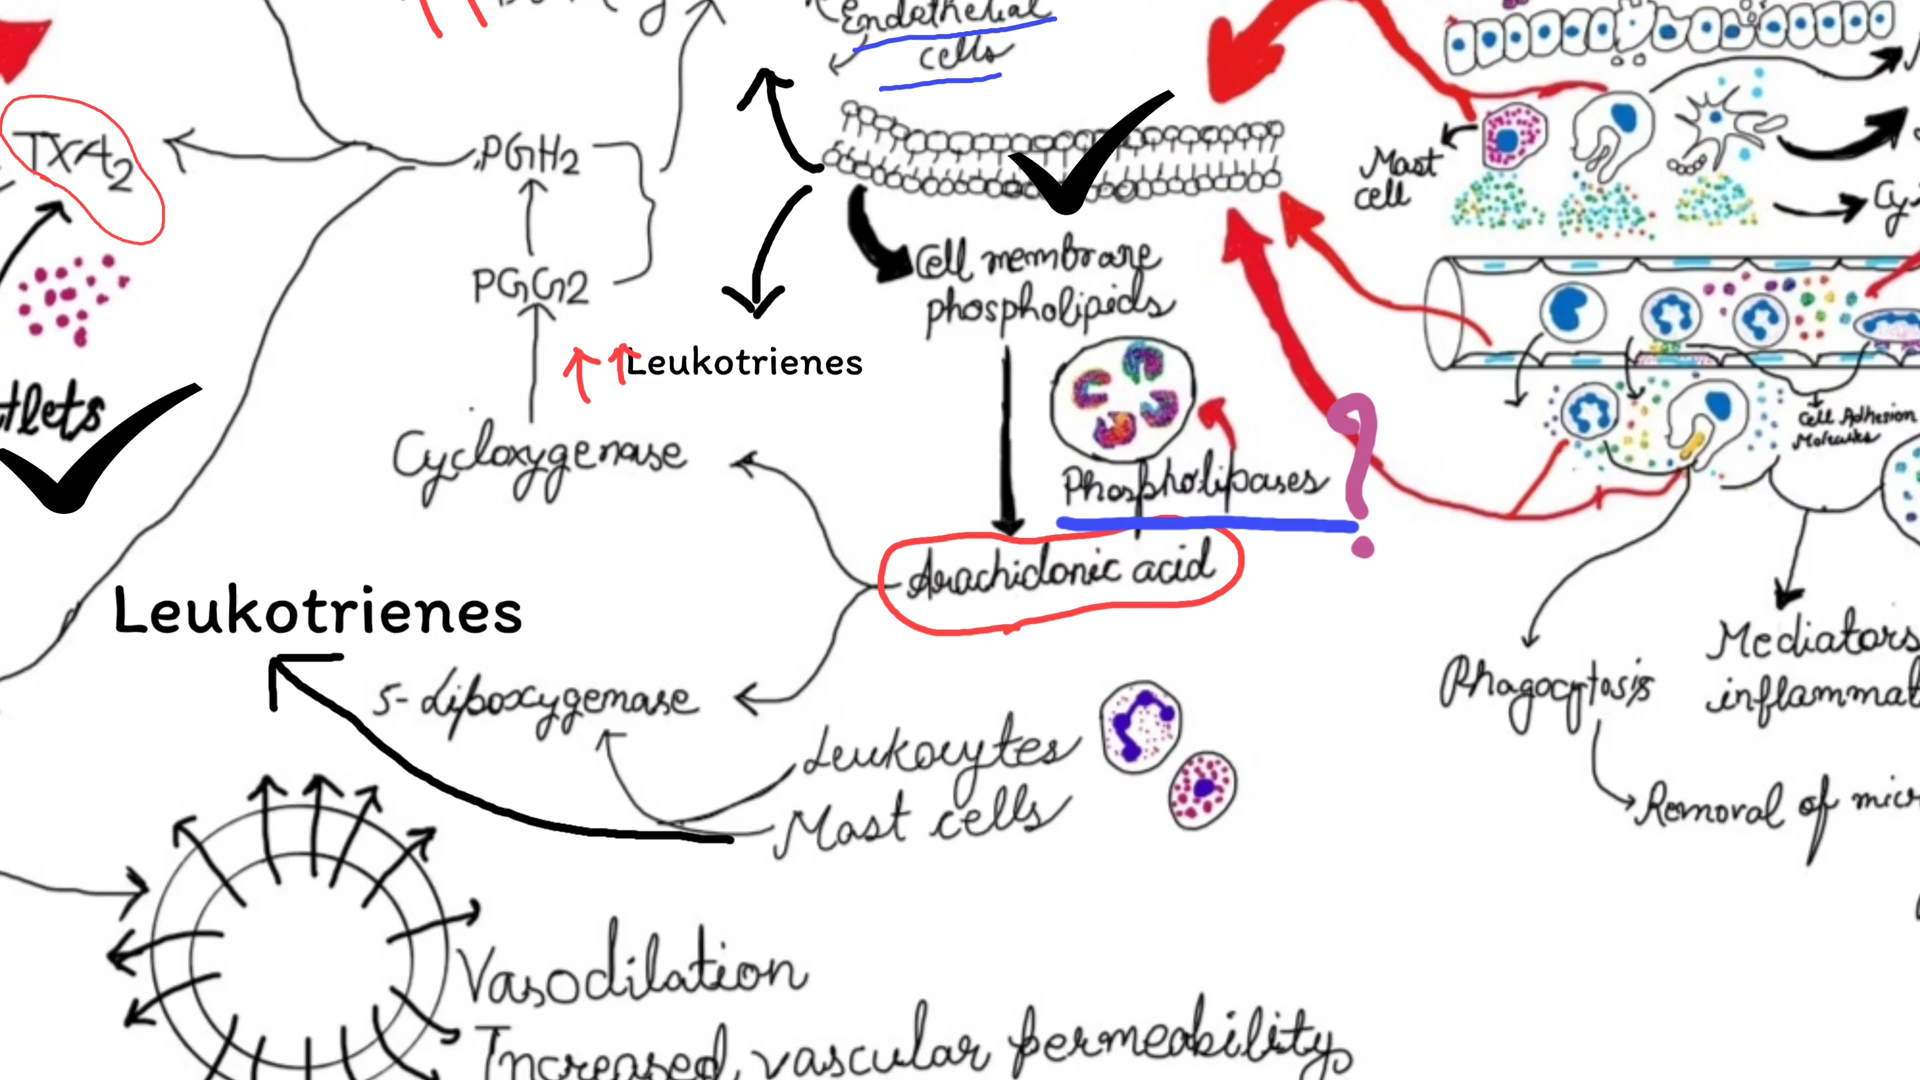 Endothelial
cells
TXA2
PGH2
PGG2
Mast
cell
Cell membrane
phospholipids
↑↑Leukotrienes
Cell Adhesion
Molecules
Cycloxygenase
Phospholipases ?
Arachidonic acid
Leukotrienes
5-Lipoxygenase
Leukocytes
Mast cells
Phagocytosis
Mediators
Removal of
Vasodilation
Increased vascular permeability